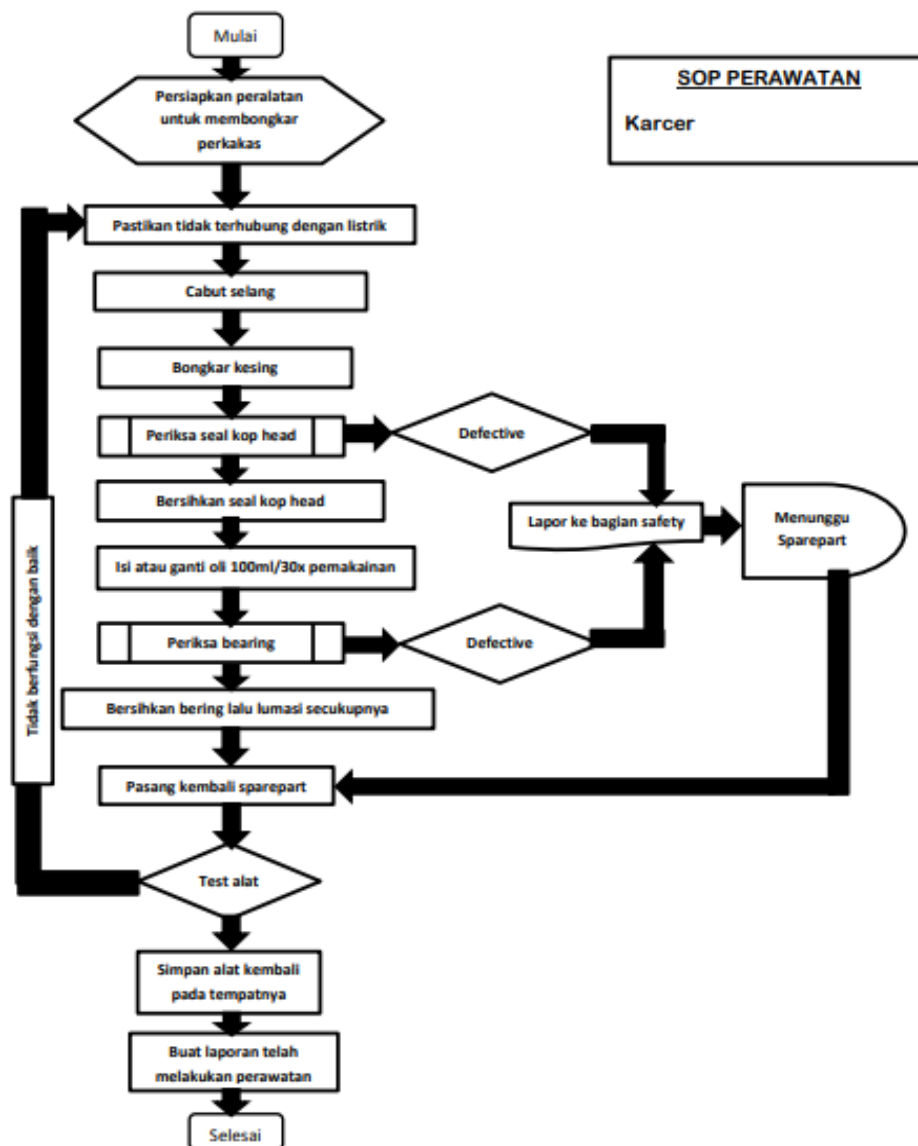 Mulai
SOP PERAWATAN
Karcer
Persiapkan peralatan
untuk membongkar
perkakas
Pastikan tidak terhubung dengan listrik
Cabut selang
Bongkar kesing
Periksa seal kop head
Defective
Bersihkan seal kop head
Lapor ke bagian safety
Menunggu
Sparepart
Isi atau ganti oli 100ml/30x pemakainan
Tidak berfungsi dengan baik
Periksa bearing
Defective
Bersihkan bering lalu lumasi secukupnya
Pasang kembali sparepart
Test alat
Simpan alat kembali
pada tempatnya
Buat laporan telah
melakukan perawatan
Selesai